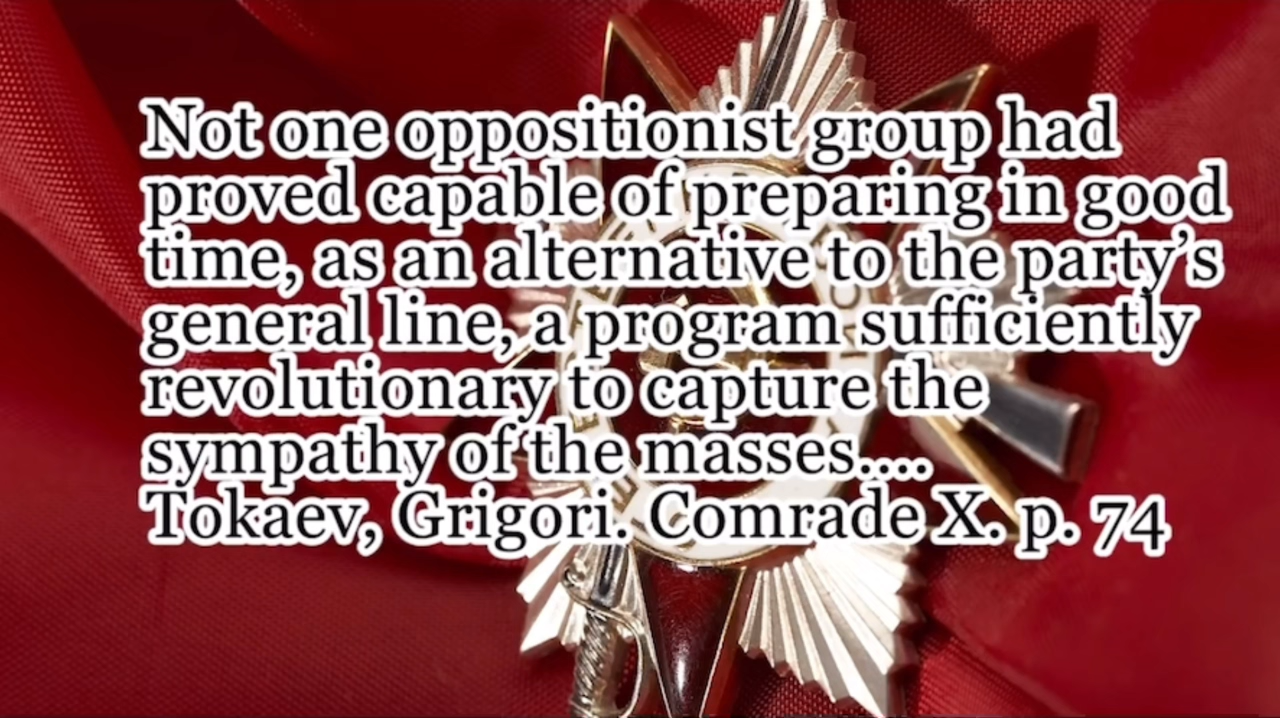 Not one oppositionist group had
proved capable of preparing in good
time, as an alternative to the party’s
general line, a program sufficiently
revolutionary to capture the
sympathy of the masses....
Tokaev, Grigori. Comrade X. p. 74